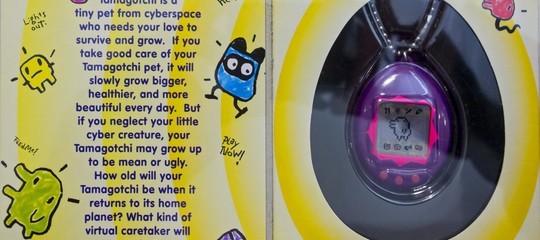 Tamagotchi is a
tiny pet from cyberspace
who needs your love to
survive and grow. If you
take good care of your
Tamagotchi pet, it will
slowly grow bigger,
healthier, and more
beautiful every day. But
if you neglect your little
cyber creature, your
Tamagotchi may grow up
to be mean or ugly.
How old will your
Tamagotchi be when it
returns to its home
planet? What kind of
virtual caretaker will
Lights
out.
Feed Me!
Play
Now!